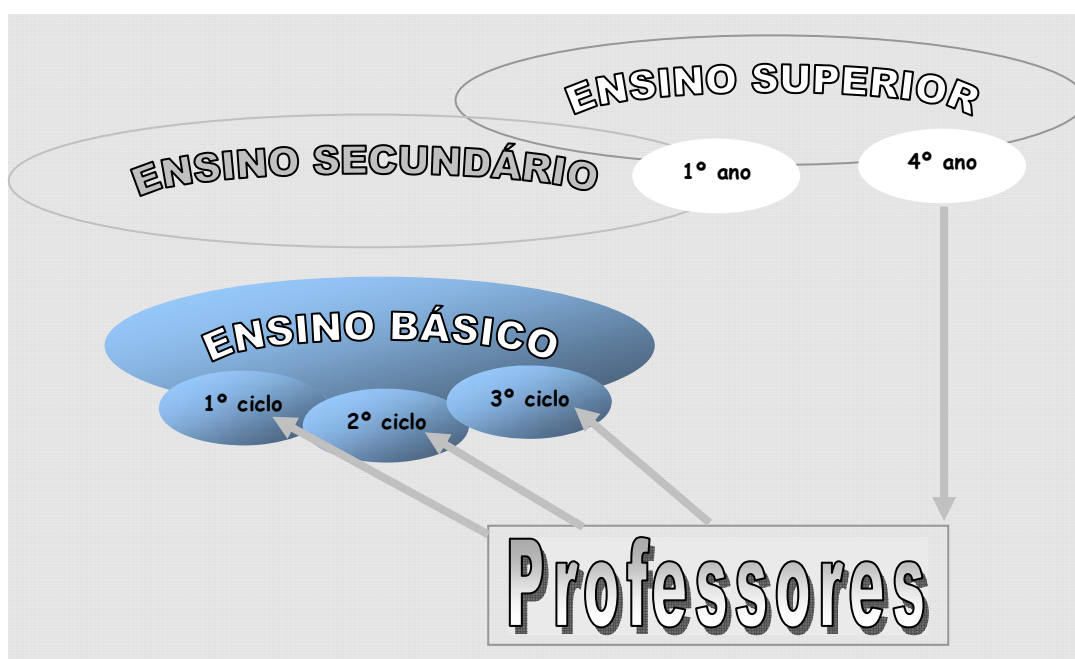 ENSINO SUPERIOR
ENSINO SECUNDÁRIO
1º ano
4º ano
ENSINO BÁSICO
1º ciclo
2º ciclo
3º ciclo
Professores